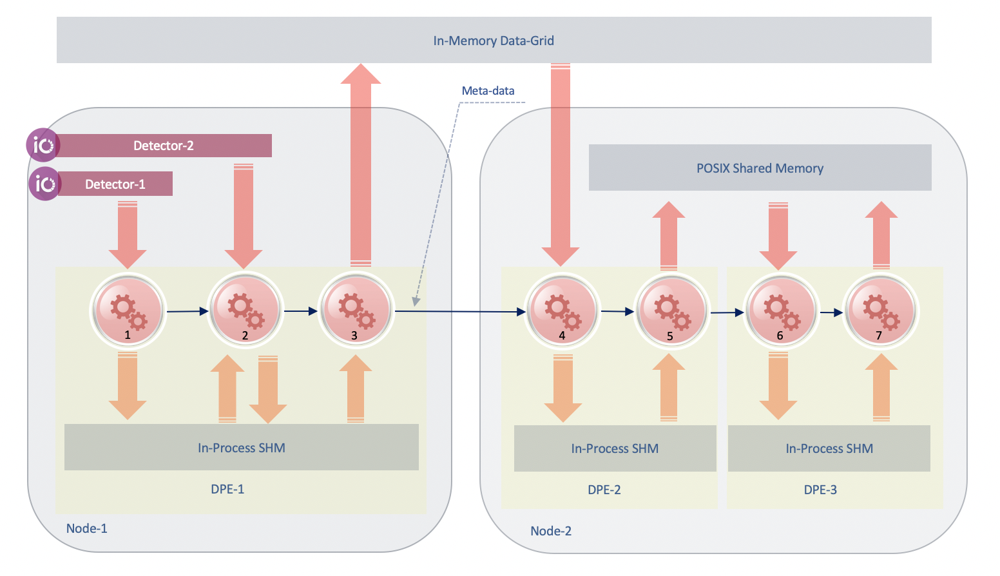 In-Memory Data-Grid
Meta-data
iO
Detector-2
iO
Detector-1
POSIX Shared Memory
1
2
3
4
5
6
7
In-Process SHM
In-Process SHM
In-Process SHM
DPE-1
DPE-2
DPE-3
Node-1
Node-2